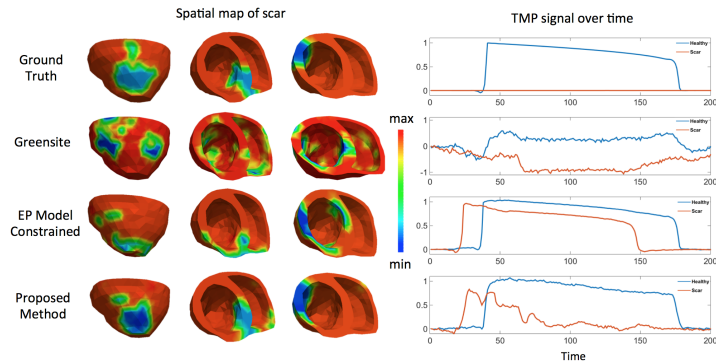 Spatial map of scar
TMP signal over time
Ground
Truth
1
0.5
0
0
50
100
150
200
Healthy
Scar
Greensite
max
min
1
0
-1
0
50
100
150
200
Healthy
Scar
EP Model
Constrained
1
0.5
0
0
50
100
150
200
Healthy
Scar
Proposed
Method
1
0.5
0
0
50
100
150
200
Healthy
Scar
Time